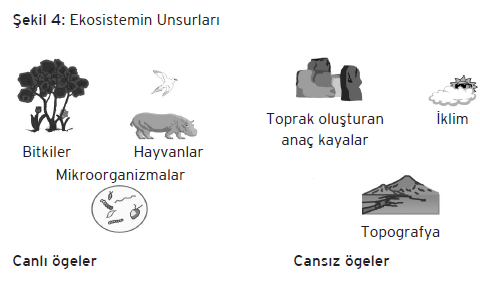 Şekil 4: Ekosistemin Unsurları
Bitkiler
Hayvanlar
Mikroorganizmalar
Toprak oluşturan
anaç kayalar
İklim
Topografya
Canlı ögeler
Cansız ögeler